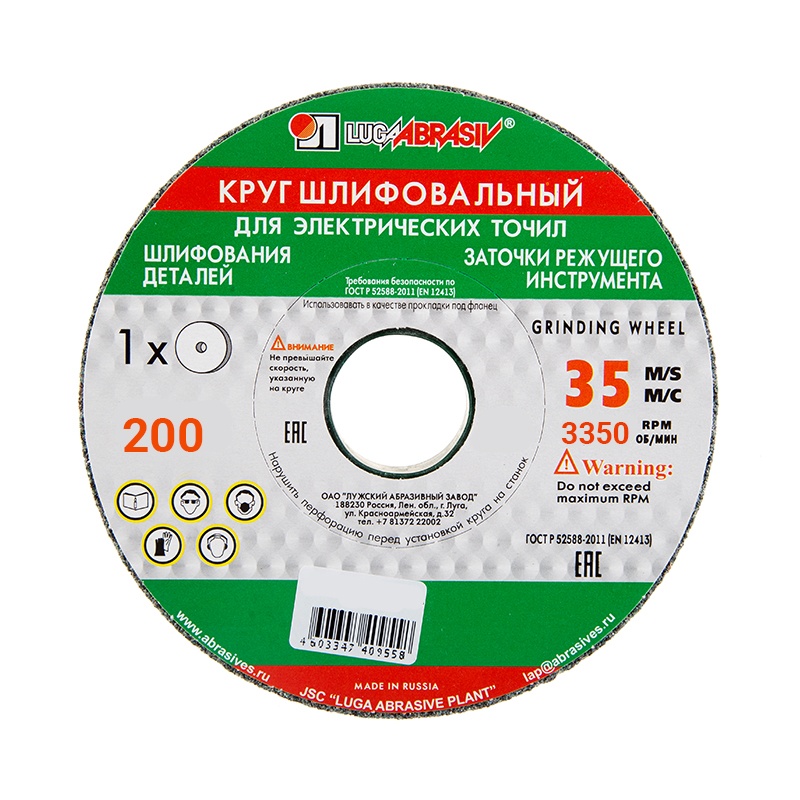 LUGAABRASIV®
КРУГ ШЛИФОВАЛЬНЫЙ
ДЛЯ ЭЛЕКТРИЧЕСКИХ ТОЧИЛ
ШЛИФОВАНИЯ
ДЕТАЛЕЙ
ЗАТОЧКИ РЕЖУЩЕГО
ИНСТРУМЕНТА
Требования безопасности по
ГОСТ Р 52588-2011 (EN 12413)
Использовать в качестве прокладки под фланец
GRINDING WHEEL
1 x
ВНИМАНИЕ
Не превышайте
скорость,
указанную
на круге
35 M/S
М/С
200
EAC
3350 RPM
ОБ/МИН
Warning:
Do not exceed
maximum RPM
Нарушить перфорацию перед установкой круга на станок
ОАО "ЛУЖСКИЙ АБРАЗИВНЫЙ ЗАВОД"
188230 Россия, Лен. обл., г. Луга,
ул. Красноармейская, д.32
тел. +7 81372 22002
ГОСТ Р 52588-2011 (EN 12413)
EAC
4 603347 409558
www.abrasives.ru
lap@abrasives.ru
MADE IN RUSSIA
JSC "LUGA ABRASIVE PLANT"